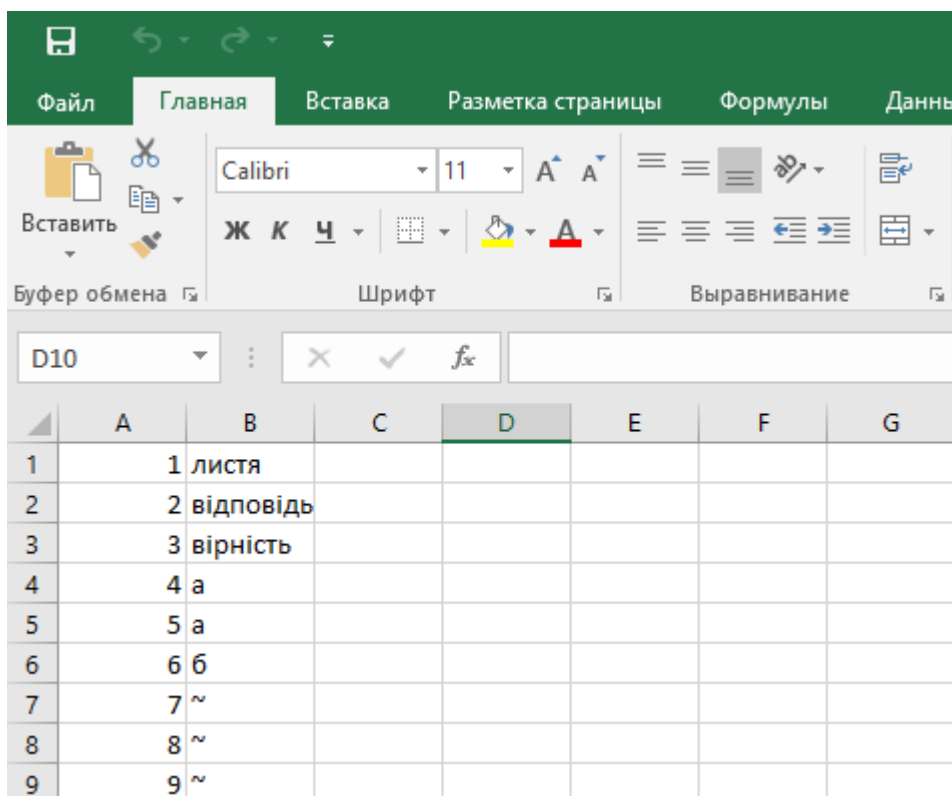 Файл Главная Вставка Разметка страницы Формулы Данны
Calibri 11 A A
Вставить Ж К Ч А
Буфер обмена Шрифт Выравнивание
D10 fx
A B C D E F G
1 1 листя
2 2 відповідь
3 3 вірність
4 4 а
5 5 а
6 6 б
7 7 ~
8 8 ~
9 9 ~